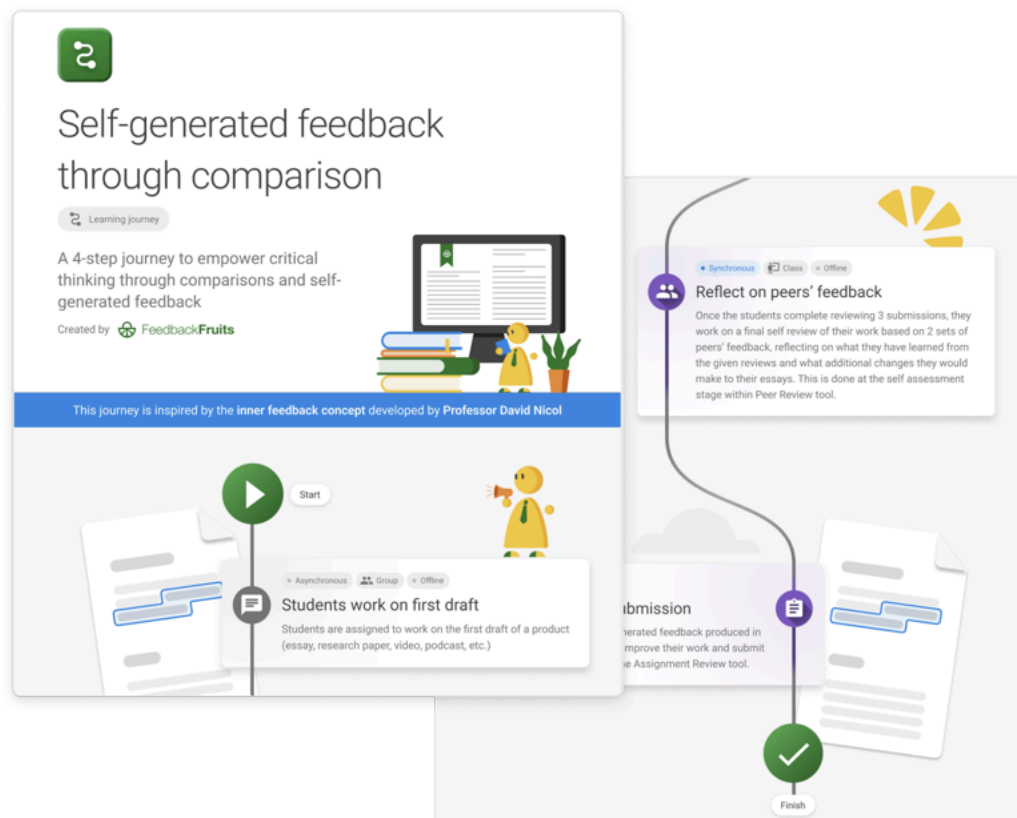 Self-generated feedback
through comparison
Learning journey
A 4-step journey to empower critical
thinking through comparisons and self-
generated feedback
Created by FeedbackFruits
This journey is inspired by the inner feedback concept developed by Professor David Nicol
Start
Asynchronous Group Offline
Students work on first draft
Students are assigned to work on the first draft of a product
(essay, research paper, video, podcast, etc.)
Synchronous Class Offline
Reflect on peers’ feedback
Once the students complete reviewing 3 submissions, they
work on a final self review of their work based on 2 sets of
peers’ feedback, reflecting on what they have learned from
the given reviews and what additional changes they would
make to their essays. This is done at the self assessment
stage within Peer Review tool.
ubmission
nerated feedback produced in
mprove their work and submit
e Assignment Review tool.
Finish